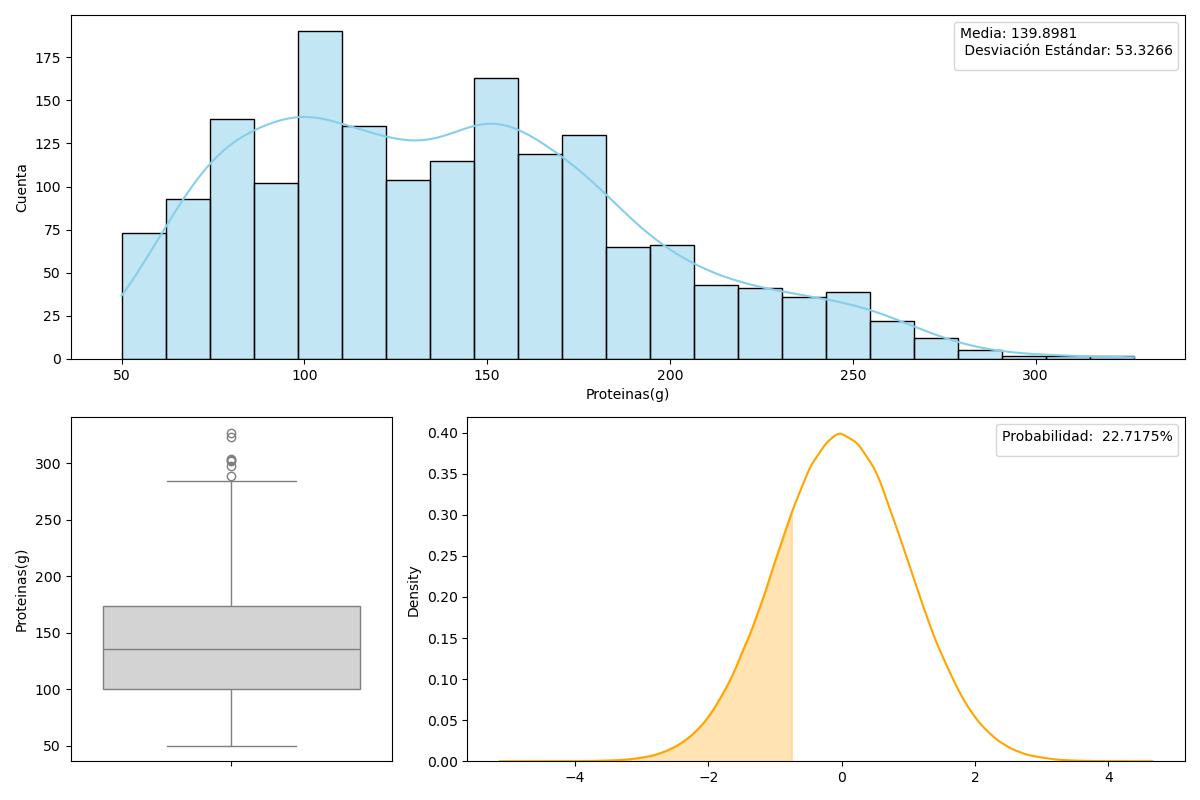 Media: 139.8981
Desviación Estándar: 53.3266
175
150
125
100
75
50
25
0
Cuenta
50 100 150 200 250 300
Proteinas(g)
300
250
200
150
100
50
Proteinas(g)
Probabilidad:  22.7175%
0.40
0.35
0.30
0.25
0.20
0.15
0.10
0.05
0.00
Density
−4 −2 0 2 4